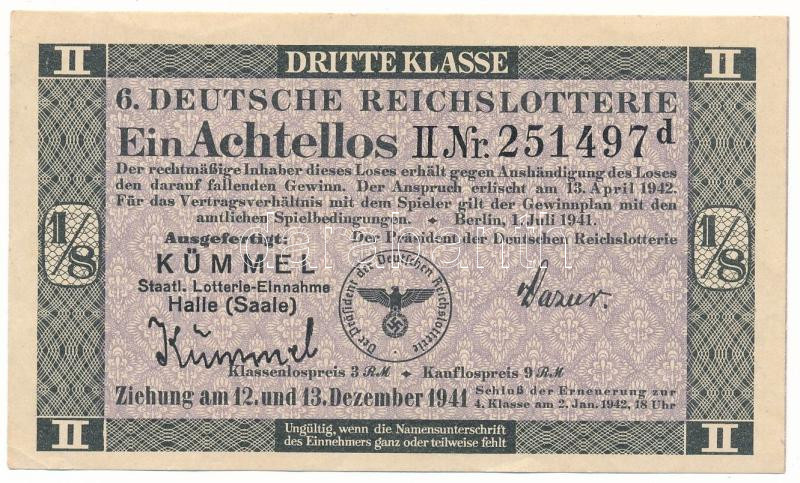 II
DRITTE KLASSE
II
6. DEUTSCHE REICHSLOTTERIE
Ein Achtellos II Nr. 251497 d
Der rechtmäßige Inhaber dieses Loses erhält gegen Aushändigung des Loses
den darauf fallenden Gewinn. Der Anspruch erlischt am 13. April 1942.
Für das Vertragsverhältnis mit dem Spieler gilt der Gewinnplan mit den
amtlichen Spielbedingungen. Berlin, 1. Juli 1941.
1/8
1/8
Ausgefertigt:
Der Präsident der Deutschen Reichslotterie
KÜMMEL
Staatl. Lotterie-Einnahme
Halle (Saale)
Kümmel
Der Präsident der Deutschen Reichslotterie
Klassenlospreis 3 RM Kauflospreis 9 RM
Ziehung am 12. und 13. Dezember 1941
Schluß der Erneuerung zur
4. Klasse am 2. Jan. 1942, 18 Uhr
II
Ungültig, wenn die Namensunterschrift
des Einnehmers ganz oder teilweise fehlt
II